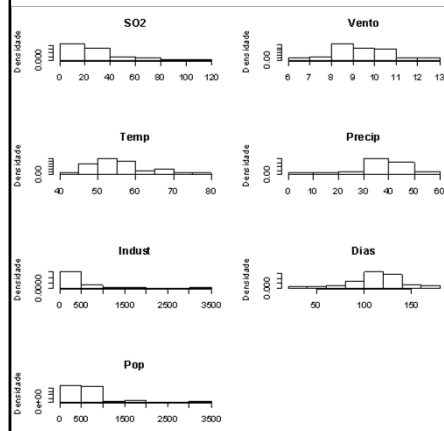 SO2
Densidade
0.000
0 20 40 60 80 100 120
Vento
Densidade
0.00
6 7 8 9 10 11 12 13
Temp
Densidade
0.00
40 50 60 70 80
Precip
Densidade
0.00
0 10 20 30 40 50 60
Indust
Densidade
0.0000
0 500 1500 2500 3500
Dias
Densidade
0.000
50 100 150
Pop
Densidade
0e+00
0 500 1500 2500 3500